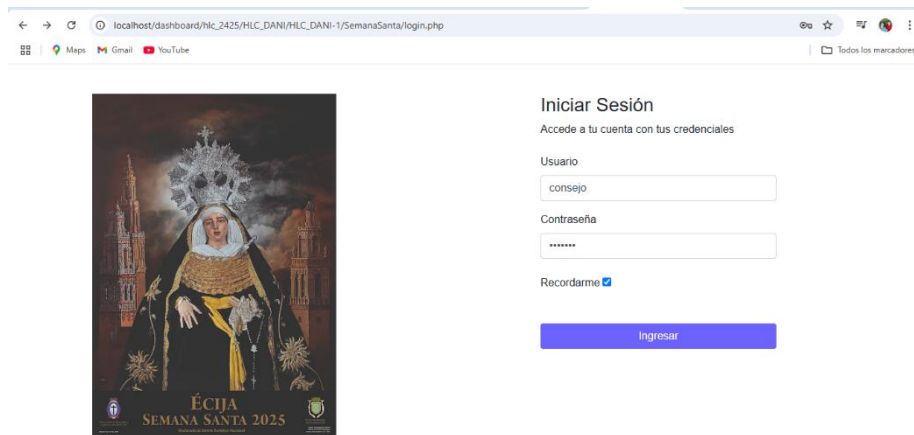 localhost/dashboard/hlc_2425/HLC_DANI/HLC_DANI-1/SemanaSanta/login.php
Maps Gmail YouTube Todos los marcadores
Iniciar Sesión
Accede a tu cuenta con tus credenciales
Usuario
consejo
Contraseña
•••••••
Recordarme
Ingresar
ÉCIJA
SEMANA SANTA 2025